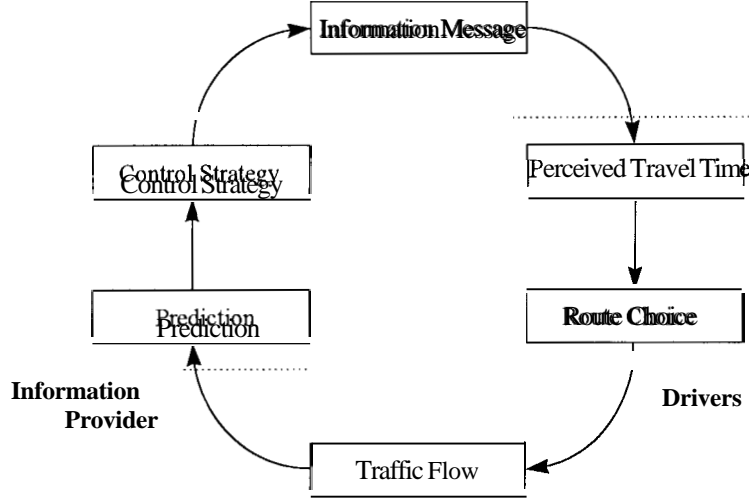 Information Message
Control Strategy
Perceived Travel Time
Prediction
Route Choice
Information
Provider
Drivers
Traffic Flow